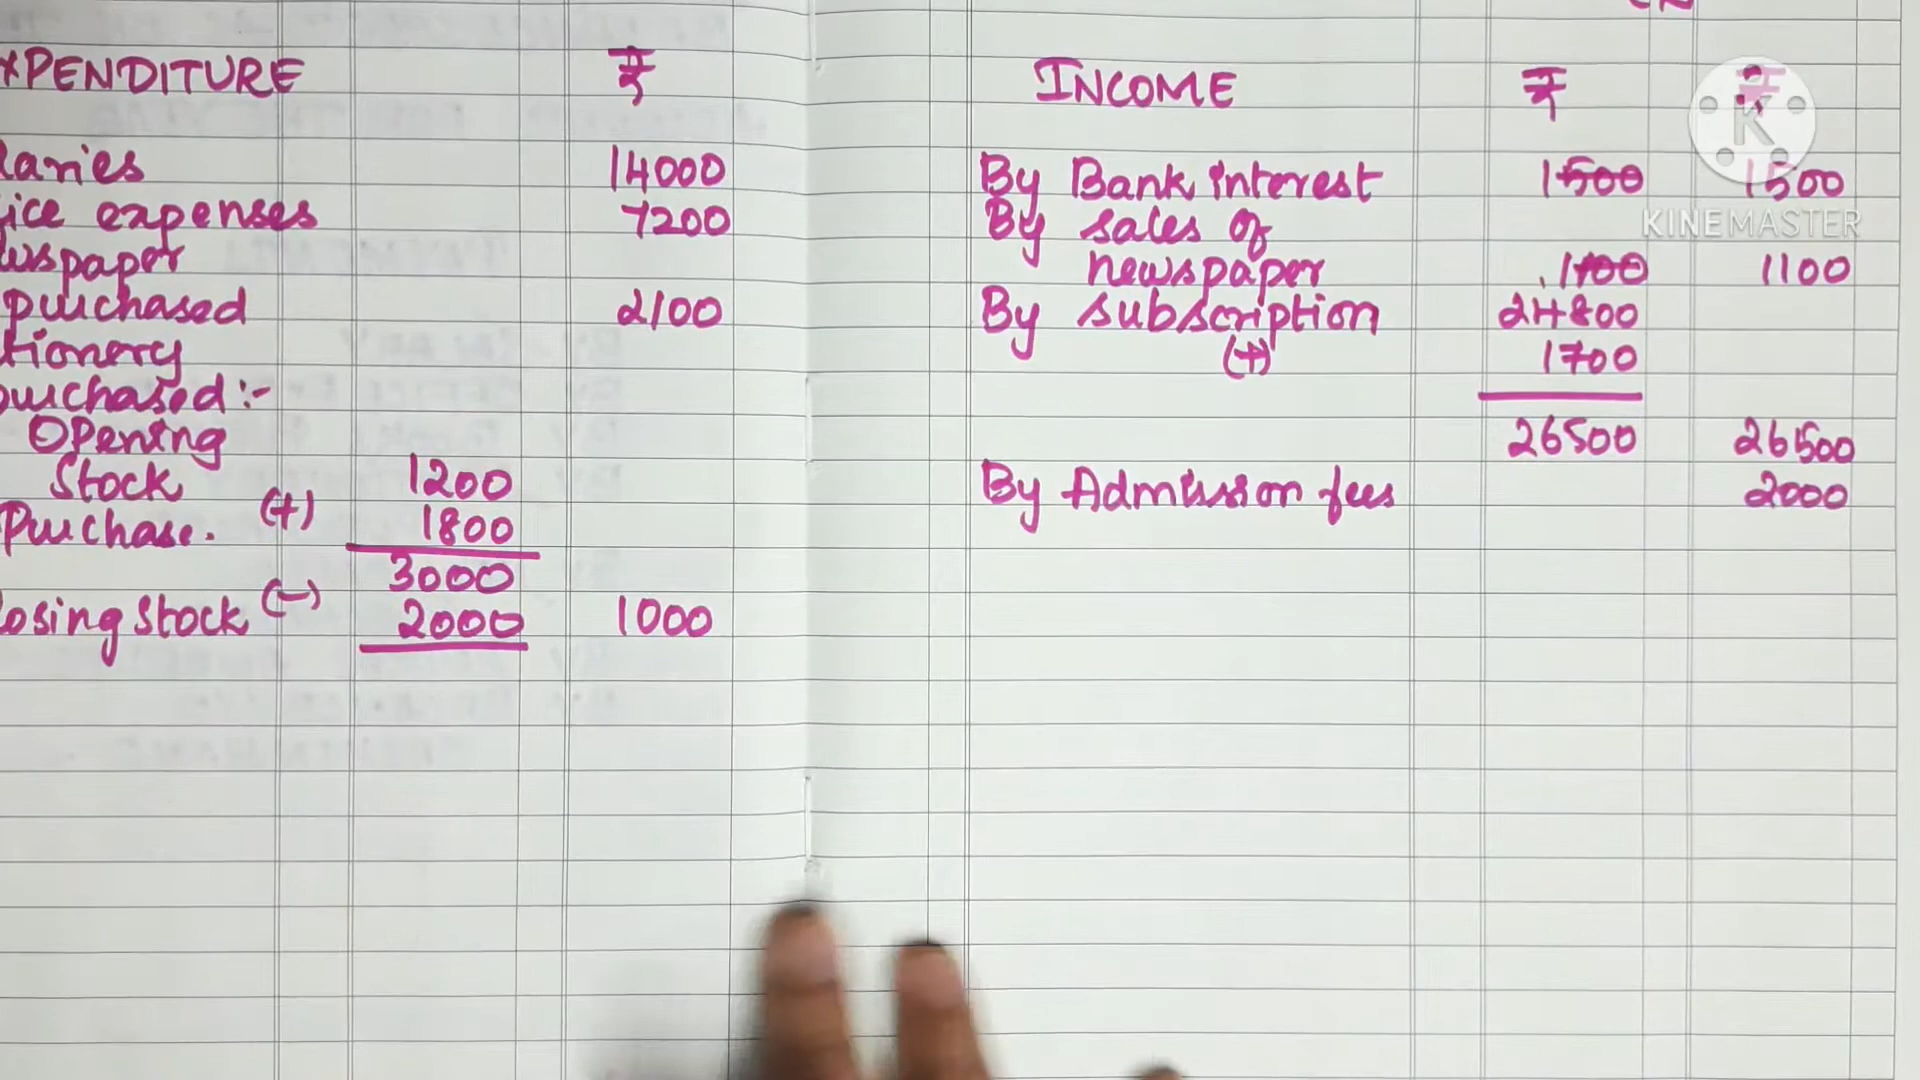 XPENDITURE ₹
laries 14000
ice expenses 7200
wspaper
purchased 2100
tionery
purchased:-
Opening
Stock 1200
Purchase. (+) 1800
3000
losing Stock (-) 2000 1000
INCOME ₹ ₹
By Bank interest 1500 1500
By sales of
newspaper 1100 1100
By subscription 24800
(+) 1700
26500 26500
By Admission fees 2000
K
KINEMASTER